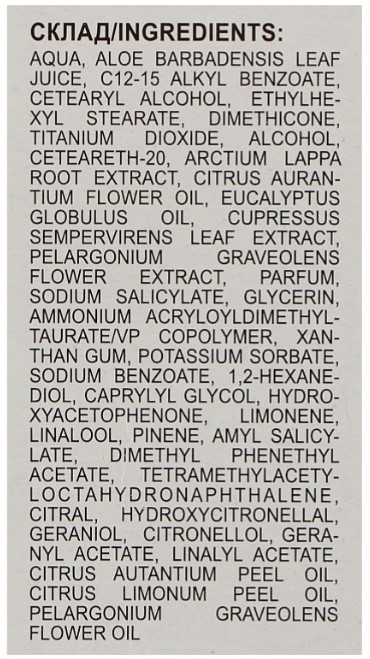 СКЛАД/INGREDIENTS:
AQUA, ALOE BARBADENSIS LEAF
JUICE, C12-15 ALKYL BENZOATE,
CETEARYL ALCOHOL, ETHYLHE-
XYL STEARATE, DIMETHICONE,
TITANIUM DIOXIDE, ALCOHOL,
CETEARETH-20, ARCTIUM LAPPA
ROOT EXTRACT, CITRUS AURAN-
TIUM FLOWER OIL, EUCALYPTUS
GLOBULUS OIL, CUPRESSUS
SEMPERVIRENS LEAF EXTRACT,
PELARGONIUM GRAVEOLENS
FLOWER EXTRACT, PARFUM,
SODIUM SALICYLATE, GLYCERIN,
AMMONIUM ACRYLOYLDIMETHYL-
TAURATE/VP COPOLYMER, XAN-
THAN GUM, POTASSIUM SORBATE,
SODIUM BENZOATE, 1,2-HEXANE-
DIOL, CAPRYLYL GLYCOL, HYDRO-
XYACETOPHENONE, LIMONENE,
LINALOOL, PINENE, AMYL SALICY-
LATE, DIMETHYL PHENETHYL
ACETATE, TETRAMETHYLACETY-
LOCTAHYDRONAPHTHALENE,
CITRAL, HYDROXYCITRONELLAL,
GERANIOL, CITRONELLOL, GERA-
NYL ACETATE, LINALYL ACETATE,
CITRUS AUTANTIUM PEEL OIL,
CITRUS LIMONUM PEEL OIL,
PELARGONIUM GRAVEOLENS
FLOWER OIL